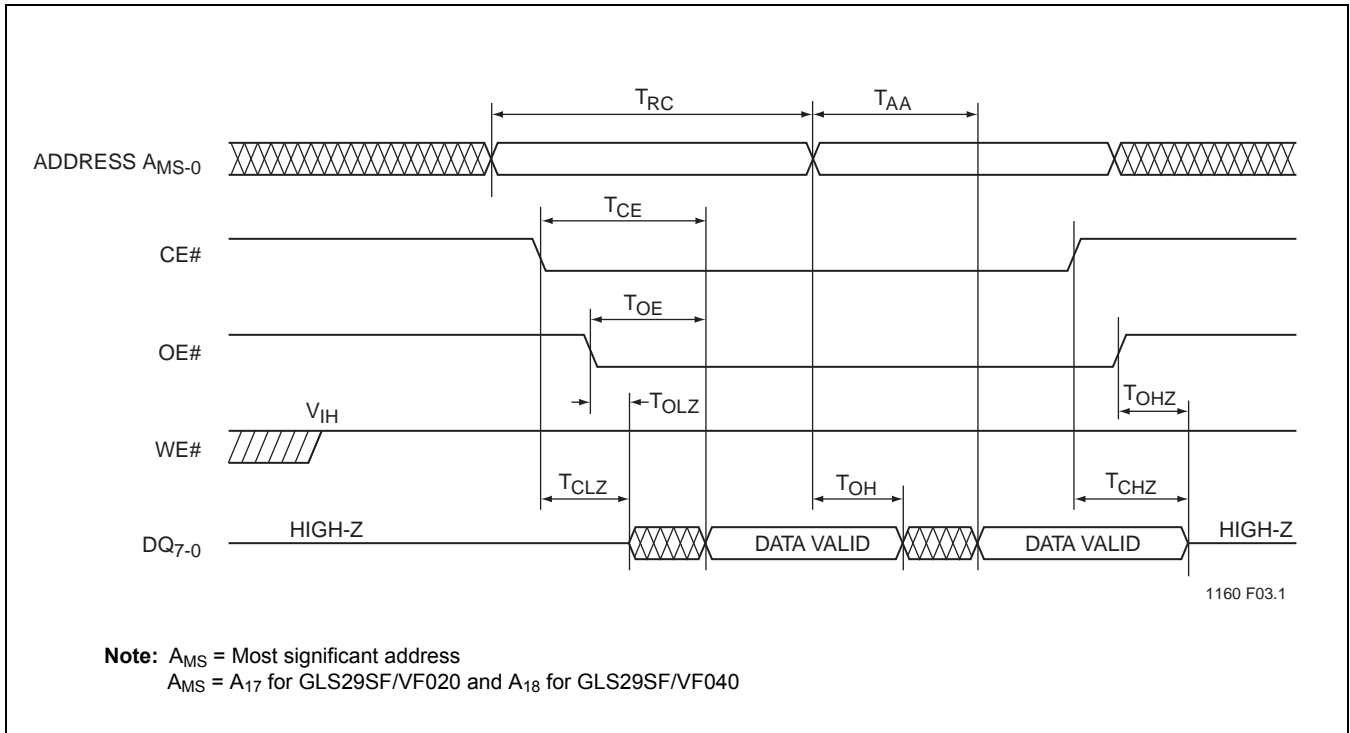 TRC TAA
ADDRESS AMS-0
TCE
CE#
TOE
OE#
TOLZ TOHZ
VIH
WE#
TCLZ TOH TCHZ
HIGH-Z HIGH-Z
DQ7-0 DATA VALID DATA VALID
1160 F03.1
Note: AMS = Most significant address
AMS = A17 for GLS29SF/VF020 and A18 for GLS29SF/VF040